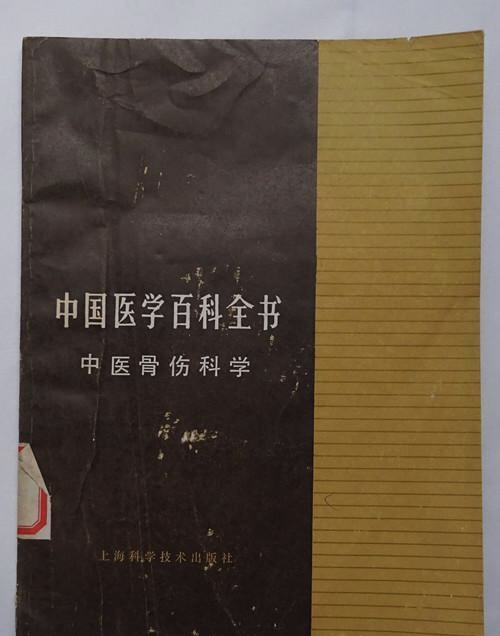 中国医学百科全书
中医骨伤科学
上海科学技术出版社